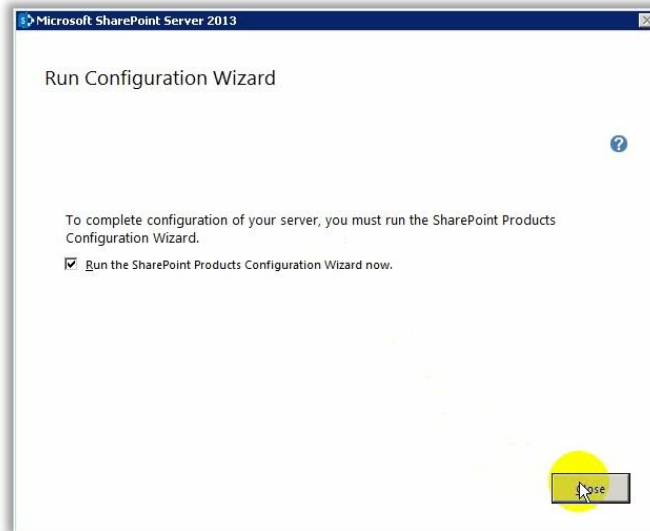 Microsoft SharePoint Server 2013
Run Configuration Wizard
To complete configuration of your server, you must run the SharePoint Products
Configuration Wizard.
Run the SharePoint Products Configuration Wizard now.
Close